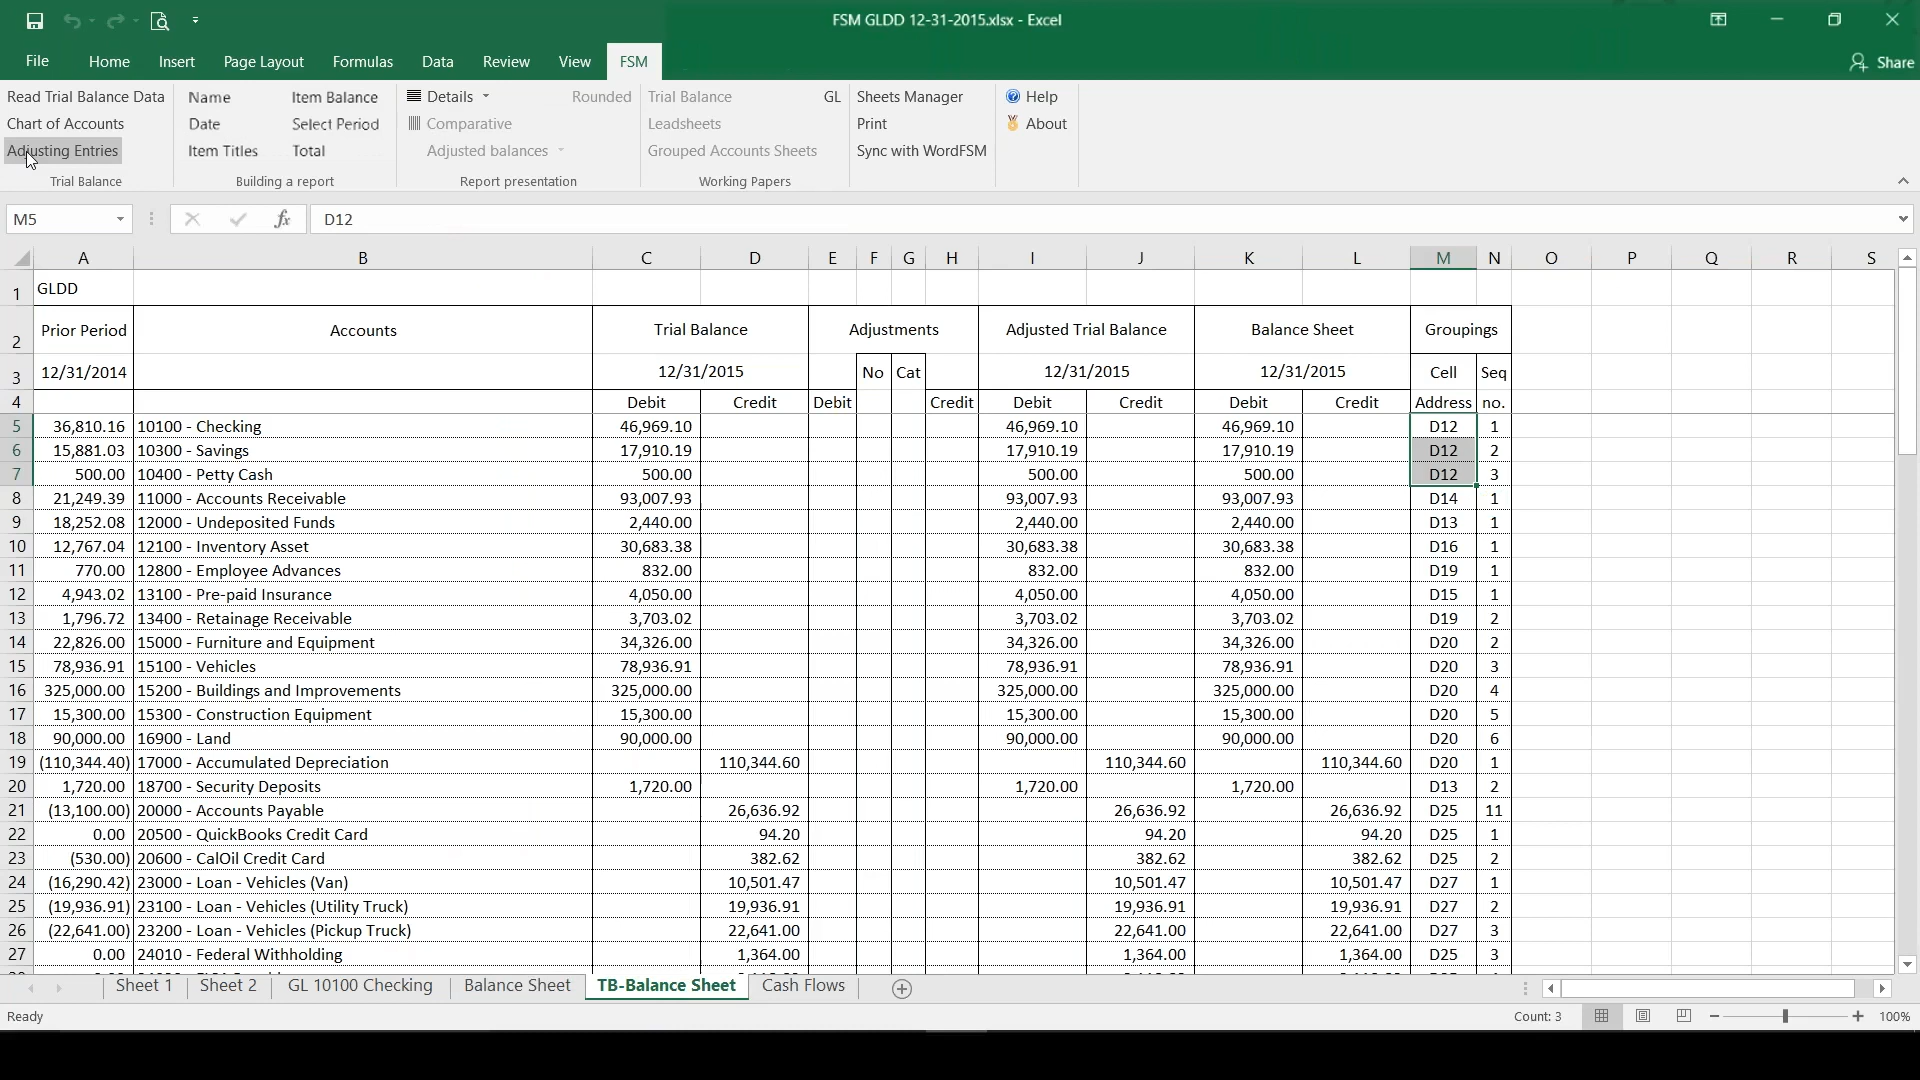 FSM GLDD 12-31-2015.xlsx - Excel
File Home Insert Page Layout Formulas Data Review View FSM Share
Read Trial Balance Data Name Item Balance Details Rounded Trial Balance GL Sheets Manager Help
Chart of Accounts Date Select Period Comparative Leadsheets Print About
Adjusting Entries Item Titles Total Adjusted balances Grouped Accounts Sheets Sync with WordFSM
Trial Balance Building a report Report presentation Working Papers
M5 fx D12
A B C D E F G H I J K L M N O P Q R S
1 GLDD
2 Prior Period Accounts Trial Balance Adjustments Adjusted Trial Balance Balance Sheet Groupings
3 12/31/2014 12/31/2015 No Cat 12/31/2015 12/31/2015 Cell Seq
4 Debit Credit Debit Credit Debit Credit Debit Credit Address no.
5 36,810.16 10100 - Checking 46,969.10 46,969.10 46,969.10 D12 1
6 15,881.03 10300 - Savings 17,910.19 17,910.19 17,910.19 D12 2
7 500.00 10400 - Petty Cash 500.00 500.00 500.00 D12 3
8 21,249.39 11000 - Accounts Receivable 93,007.93 93,007.93 93,007.93 D14 1
9 18,252.08 12000 - Undeposited Funds 2,440.00 2,440.00 2,440.00 D13 1
10 12,767.04 12100 - Inventory Asset 30,683.38 30,683.38 30,683.38 D16 1
11 770.00 12800 - Employee Advances 832.00 832.00 832.00 D19 1
12 4,943.02 13100 - Pre-paid Insurance 4,050.00 4,050.00 4,050.00 D15 1
13 1,796.72 13400 - Retainage Receivable 3,703.02 3,703.02 3,703.02 D19 2
14 22,826.00 15000 - Furniture and Equipment 34,326.00 34,326.00 34,326.00 D20 2
15 78,936.91 15100 - Vehicles 78,936.91 78,936.91 78,936.91 D20 3
16 325,000.00 15200 - Buildings and Improvements 325,000.00 325,000.00 325,000.00 D20 4
17 15,300.00 15300 - Construction Equipment 15,300.00 15,300.00 15,300.00 D20 5
18 90,000.00 16900 - Land 90,000.00 90,000.00 90,000.00 D20 6
19 (110,344.40) 17000 - Accumulated Depreciation 110,344.60 110,344.60 110,344.60 D20 1
20 1,720.00 18700 - Security Deposits 1,720.00 1,720.00 1,720.00 D13 2
21 (13,100.00) 20000 - Accounts Payable 26,636.92 26,636.92 26,636.92 D25 11
22 0.00 20500 - QuickBooks Credit Card 94.20 94.20 94.20 D25 1
23 (530.00) 20600 - CalOil Credit Card 382.62 382.62 382.62 D25 2
24 (16,290.42) 23000 - Loan - Vehicles (Van) 10,501.47 10,501.47 10,501.47 D27 1
25 (19,936.91) 23100 - Loan - Vehicles (Utility Truck) 19,936.91 19,936.91 19,936.91 D27 2
26 (22,641.00) 23200 - Loan - Vehicles (Pickup Truck) 22,641.00 22,641.00 22,641.00 D27 3
27 0.00 24010 - Federal Withholding 1,364.00 1,364.00 1,364.00 D25 3
Sheet 1 Sheet 2 GL 10100 Checking Balance Sheet TB-Balance Sheet Cash Flows
Ready Count: 3 100%